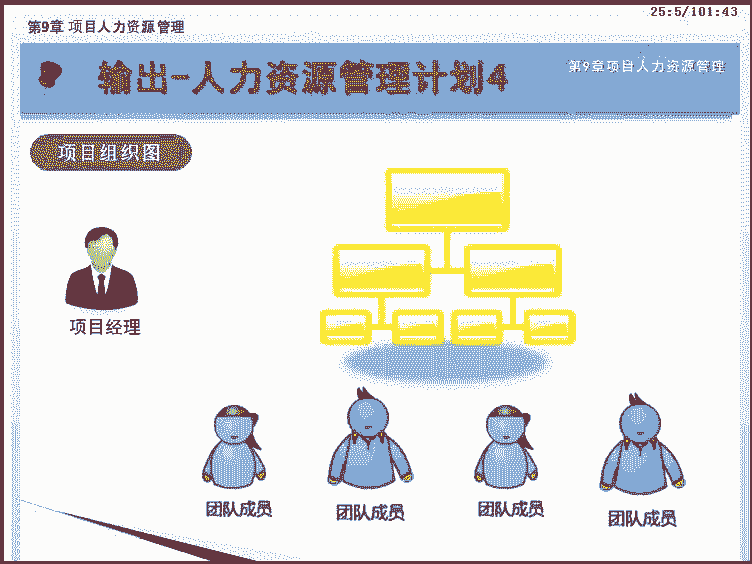 25:5/101:43
第9章 项目人力资源管理
输出-人力资源管理计划4
第9章项目人力资源管理
项目组织图
项目经理
团队成员
团队成员
团队成员
团队成员